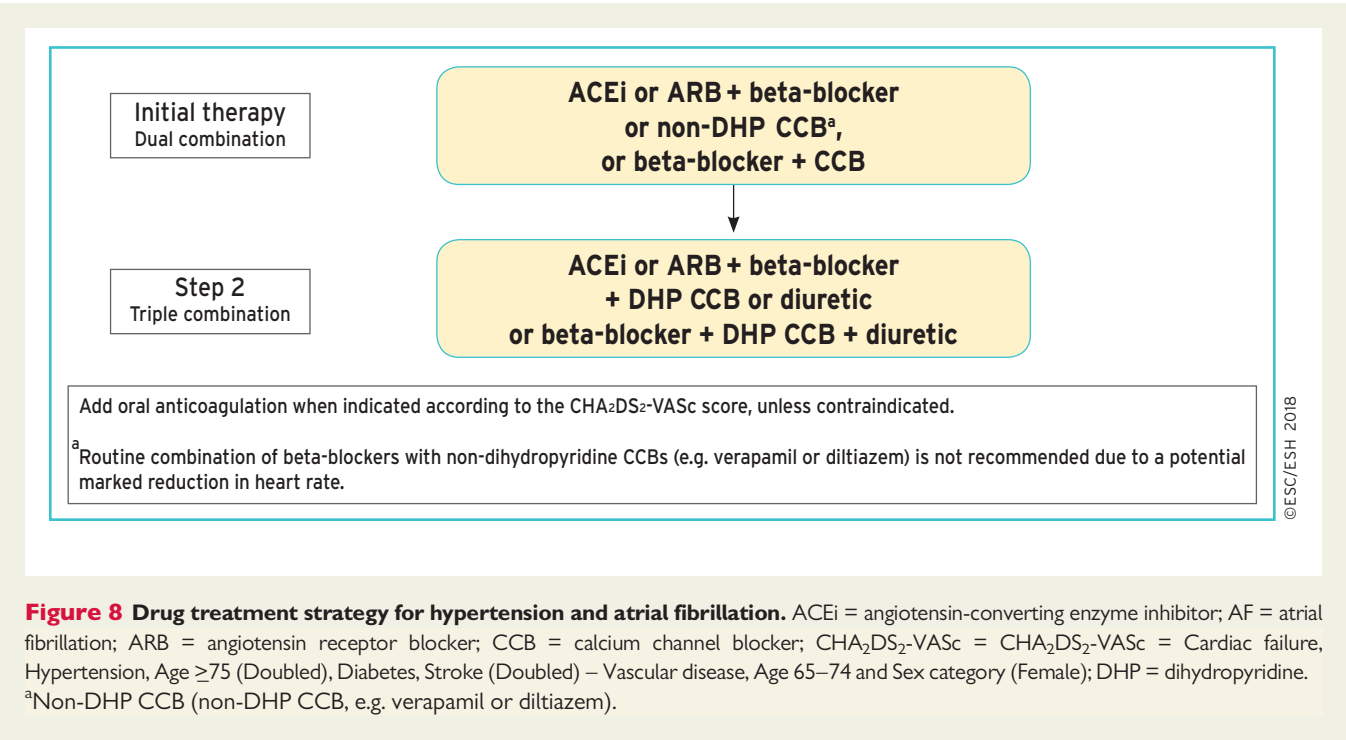 Initial therapy
Dual combination
ACEi or ARB + beta-blocker
or non-DHP CCBᵃ,
or beta-blocker + CCB
Step 2
Triple combination
ACEi or ARB + beta-blocker
+ DHP CCB or diuretic
or beta-blocker + DHP CCB + diuretic
Add oral anticoagulation when indicated according to the CHA₂DS₂-VASc score, unless contraindicated.
ᵃRoutine combination of beta-blockers with non-dihydropyridine CCBs (e.g. verapamil or diltiazem) is not recommended due to a potential
marked reduction in heart rate.
©ESC/ESH 2018
Figure 8 Drug treatment strategy for hypertension and atrial fibrillation. ACEi = angiotensin-converting enzyme inhibitor; AF = atrial
fibrillation; ARB = angiotensin receptor blocker; CCB = calcium channel blocker; CHA₂DS₂-VASc = CHA₂DS₂-VASc = Cardiac failure,
Hypertension, Age ≥75 (Doubled), Diabetes, Stroke (Doubled) – Vascular disease, Age 65–74 and Sex category (Female); DHP = dihydropyridine.
ᵃNon-DHP CCB (non-DHP CCB, e.g. verapamil or diltiazem).